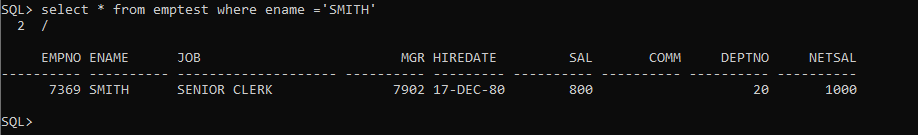 SQL> select * from emptest where ename ='SMITH'
  2  /
     EMPNO ENAME      JOB                    MGR HIREDATE         SAL       COMM     DEPTNO     NETSAL
---------- ---------- --------------- ---------- --------- ---------- ---------- ---------- ----------
      7369 SMITH      SENIOR CLERK          7902 17-DEC-80        800                    20       1000
SQL>